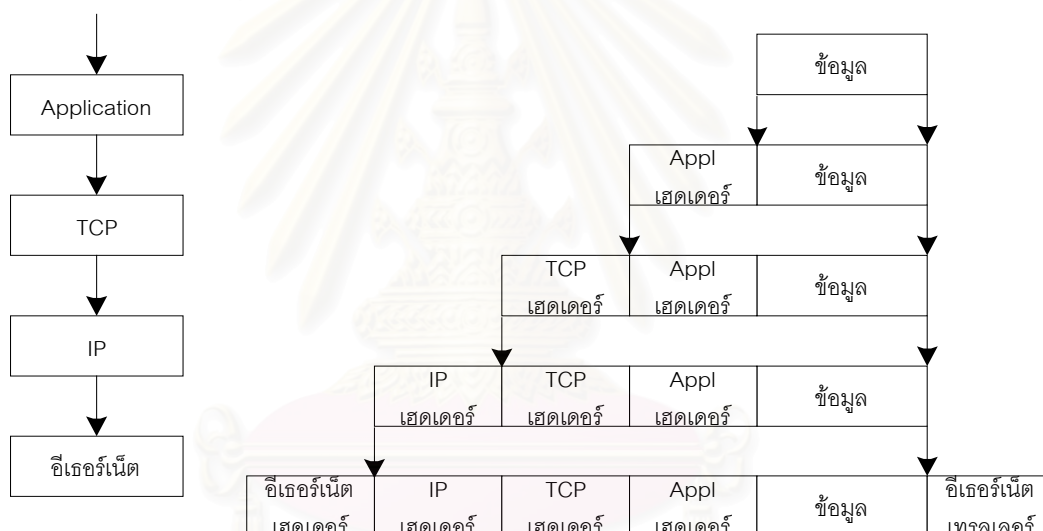 ข้อมูล
Application
Appl
เฮดเดอร์
ข้อมูล
TCP
TCP
เฮดเดอร์
Appl
เฮดเดอร์
ข้อมูล
IP
IP
เฮดเดอร์
TCP
เฮดเดอร์
Appl
เฮดเดอร์
ข้อมูล
อีเธอร์เน็ต
อีเธอร์เน็ต
เฮดเดอร์
IP
เฮดเดอร์
TCP
เฮดเดอร์
Appl
เฮดเดอร์
ข้อมูล
อีเธอร์เน็ต
เทรลเลอร์